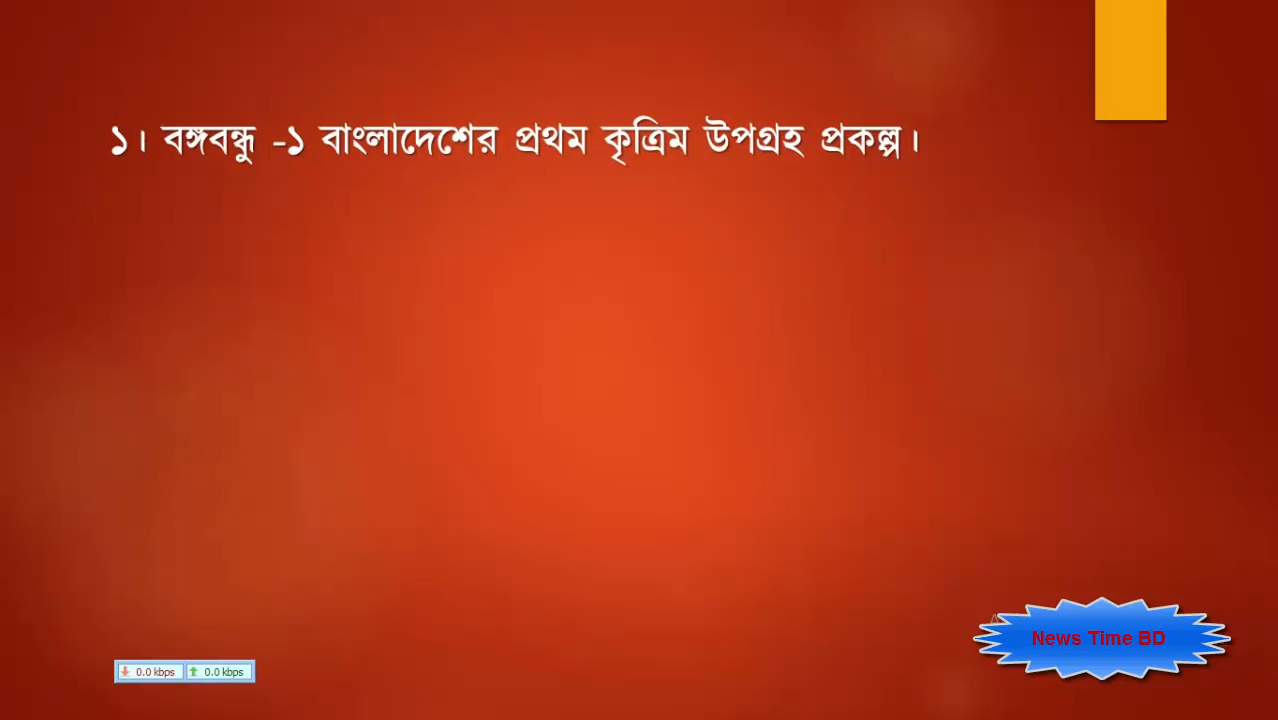 ১। বঙ্গবন্ধু -১ বাংলাদেশের প্রথম কৃত্রিম উপগ্রহ প্রকল্প।
News Time BD
0.0 kbps 0.0 kbps